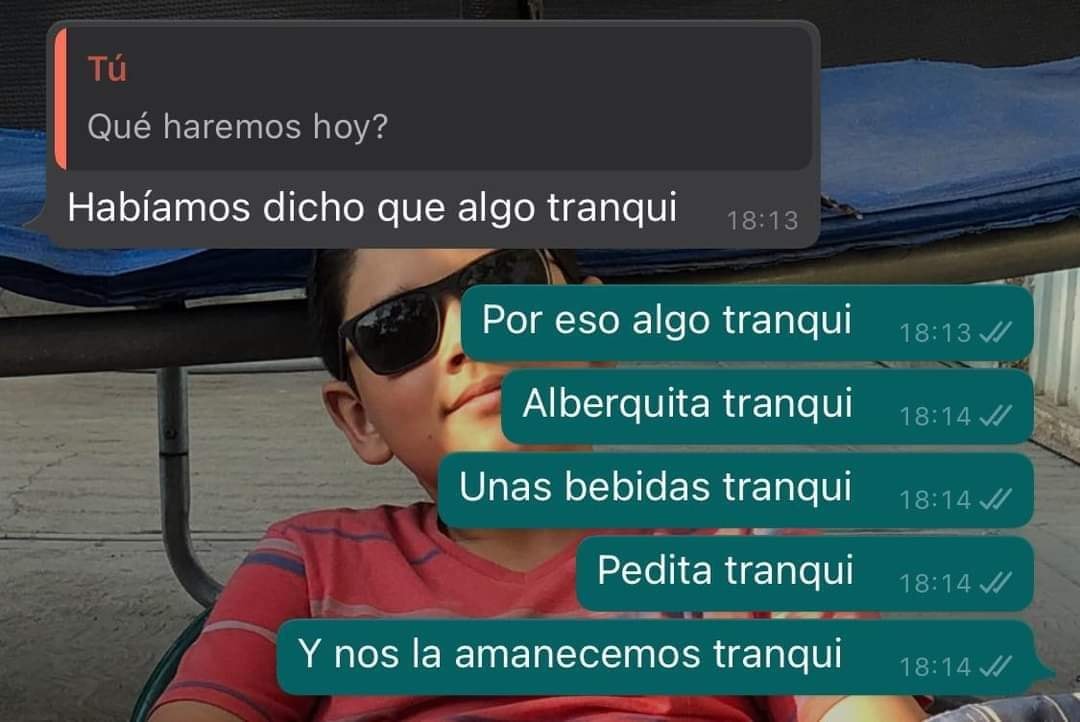 Tú
Qué haremos hoy?
Habíamos dicho que algo tranqui 18:13
Por eso algo tranqui 18:13
Alberquita tranqui 18:14
Unas bebidas tranqui 18:14
Pedita tranqui 18:14
Y nos la amanecemos tranqui 18:14